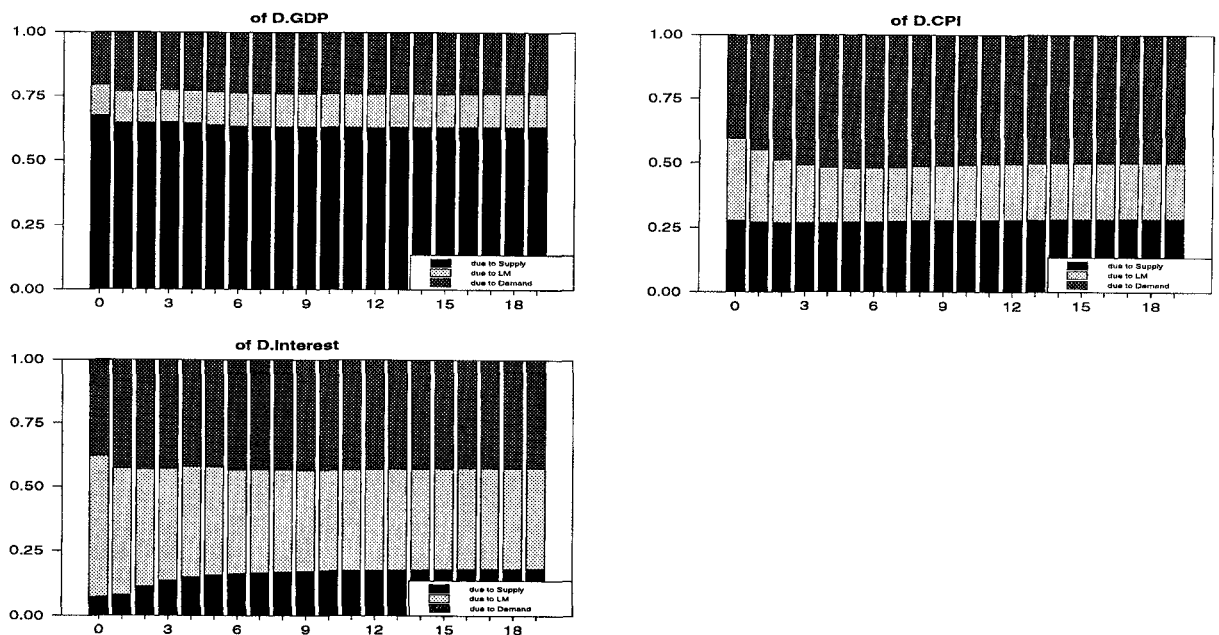 of D.GDP
1.00
0.75
0.50
0.25
0.00
due to Supply
due to LM
due to Demand
0 3 6 9 12 15 18
of D.CPI
1.00
0.75
0.50
0.25
0.00
due to Supply
due to LM
due to Demand
0 3 6 9 12 15 18
of D.Interest
1.00
0.75
0.50
0.25
0.00
due to Supply
due to LM
due to Demand
0 3 6 9 12 15 18